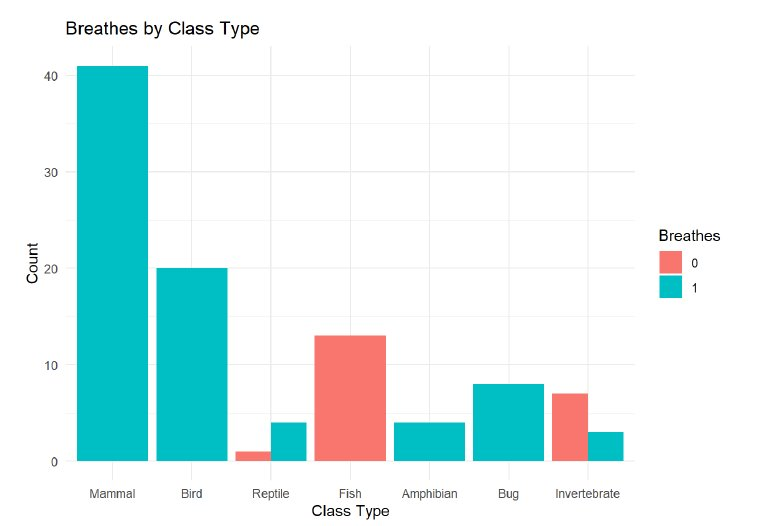 Breathes by Class Type
40
30
20
10
0
Count
Mammal Bird Reptile Fish Amphibian Bug Invertebrate
Class Type
Breathes
0
1